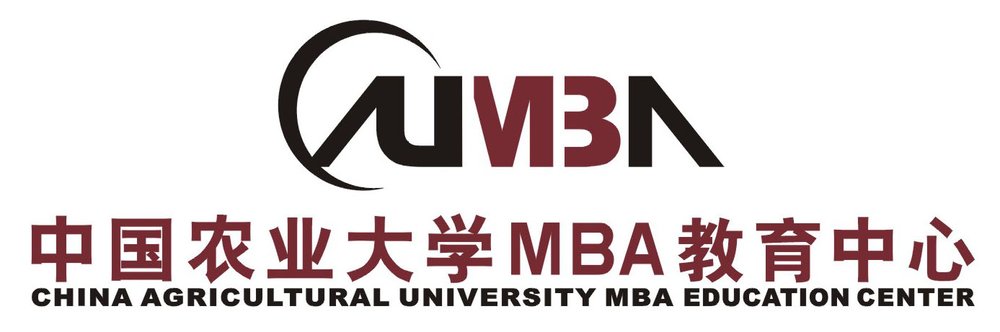 CAUMBA
中国农业大学MBA教育中心
CHINA AGRICULTURAL UNIVERSITY MBA EDUCATION CENTER